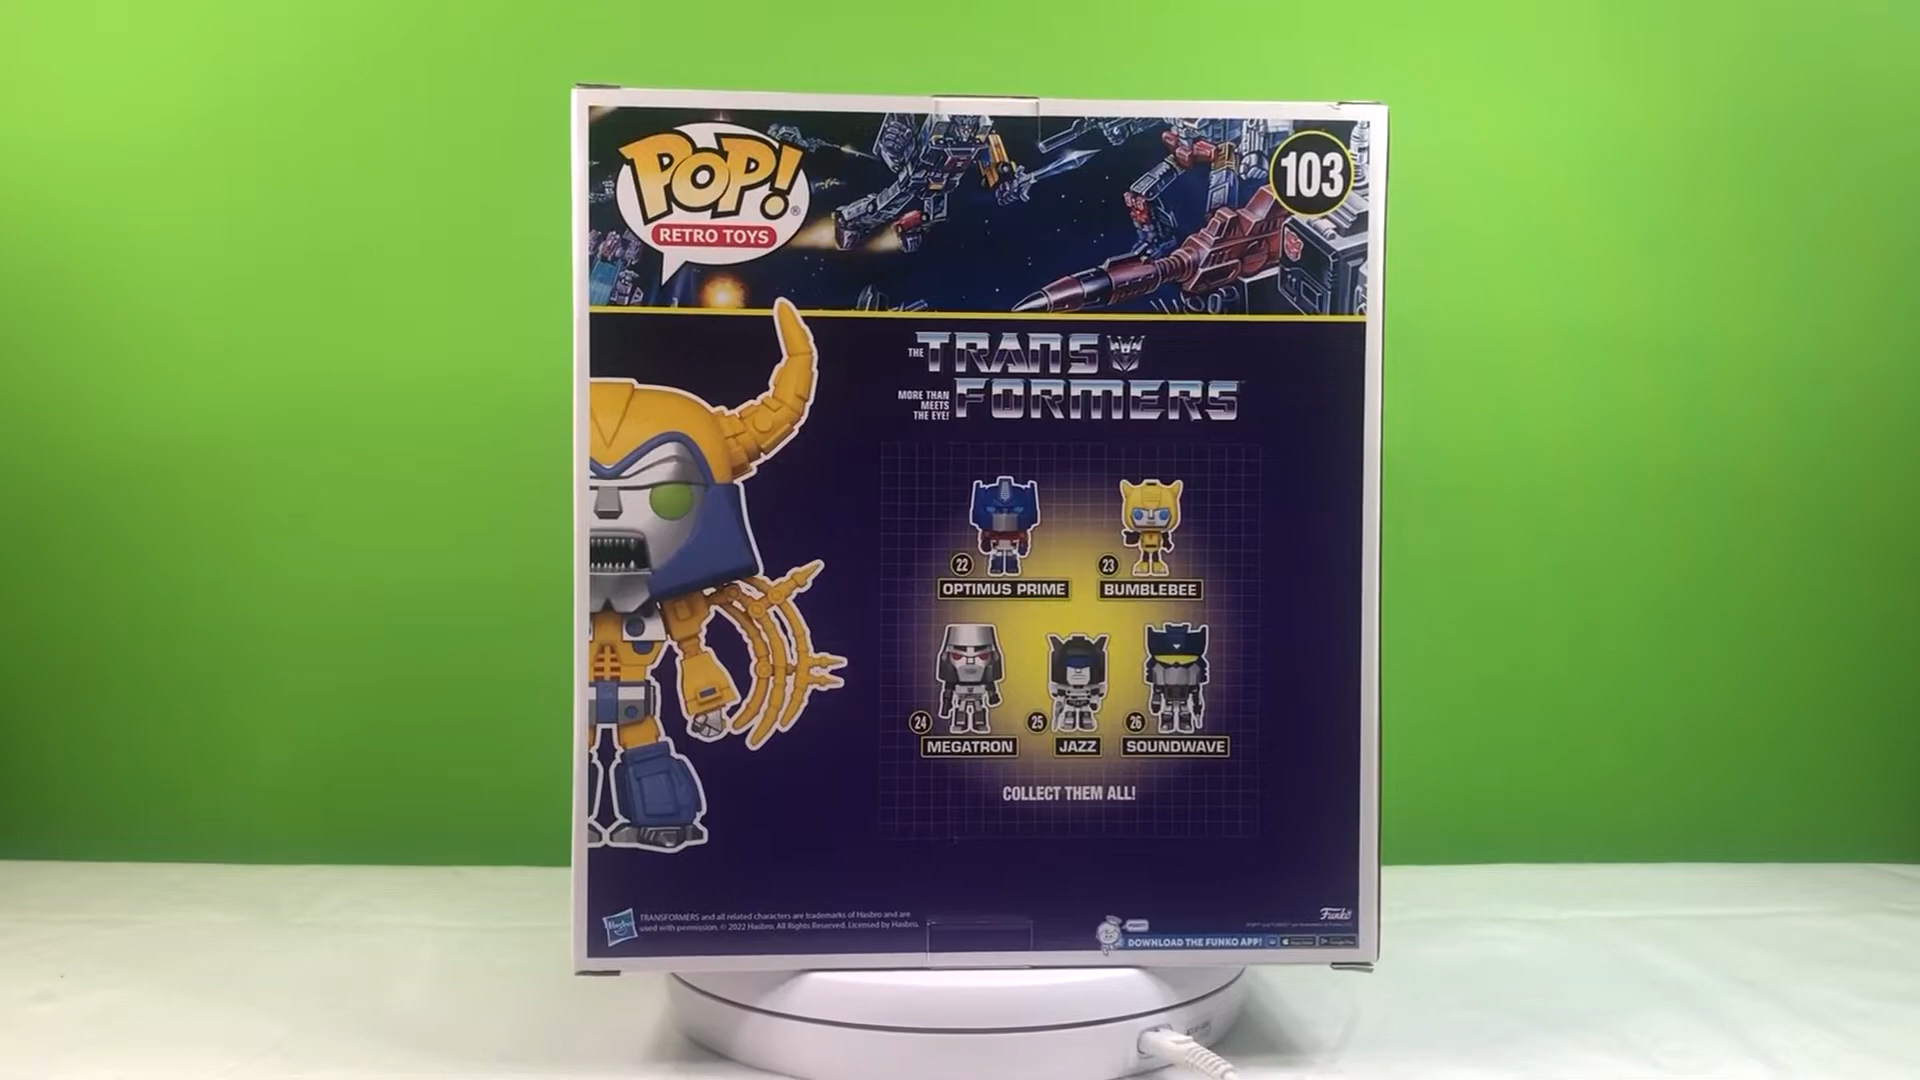 POP!
RETRO TOYS
103
THE TRANS
MORE THAN MEETS THE EYE! FORMERS
22
OPTIMUS PRIME
23
BUMBLEBEE
24
MEGATRON
25
JAZZ
26
SOUNDWAVE
COLLECT THEM ALL!
Hasbro
TRANSFORMERS and all related characters are trademarks of Hasbro and are
used with permission. © 2022 Hasbro. All Rights Reserved. Licensed by Hasbro.
Funko
DOWNLOAD THE FUNKO APP!